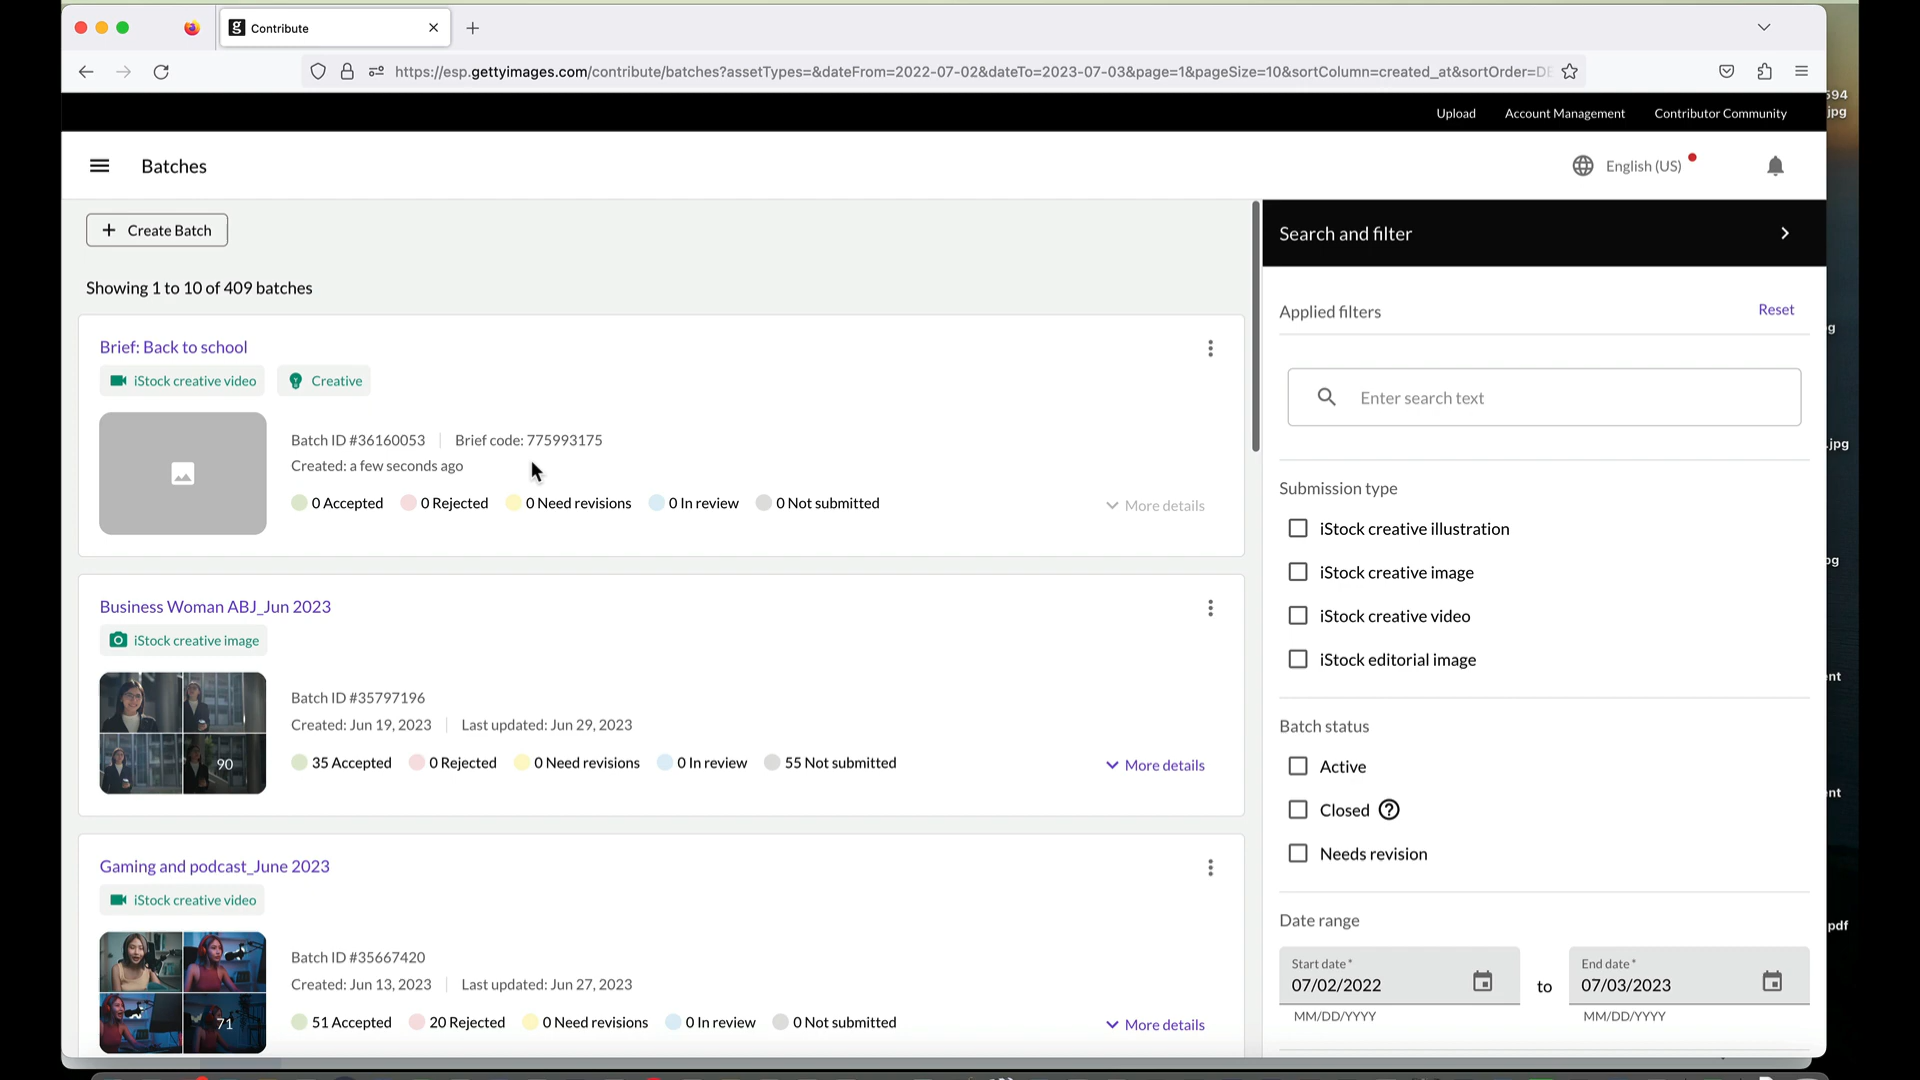 Contribute
https://esp.gettyimages.com/contribute/batches?assetTypes=&dateFrom=2022-07-02&dateTo=2023-07-03&page=1&pageSize=10&sortColumn=created_at&sortOrder=DE
594
jpg
Upload Account Management Contributor Community
Batches
English (US)
Create Batch
Showing 1 to 10 of 409 batches
Brief: Back to school
iStock creative video Creative
Batch ID #36160053 Brief code: 775993175
Created: a few seconds ago
0 Accepted 0 Rejected 0 Need revisions 0 In review 0 Not submitted
More details
Business Woman ABJ_Jun 2023
iStock creative image
90
Batch ID #35797196
Created: Jun 19, 2023 Last updated: Jun 29, 2023
35 Accepted 0 Rejected 0 Need revisions 0 In review 55 Not submitted
More details
Gaming and podcast_June 2023
iStock creative video
71
Batch ID #35667420
Created: Jun 13, 2023 Last updated: Jun 27, 2023
51 Accepted 20 Rejected 0 Need revisions 0 In review 0 Not submitted
More details
Search and filter
Applied filters Reset
Enter search text
Submission type
iStock creative illustration
iStock creative image
iStock creative video
iStock editorial image
Batch status
Active
Closed ?
Needs revision
Date range
Start date*
07/02/2022
MM/DD/YYYY
to
End date*
07/03/2023
MM/DD/YYYY
.jpg
pdf